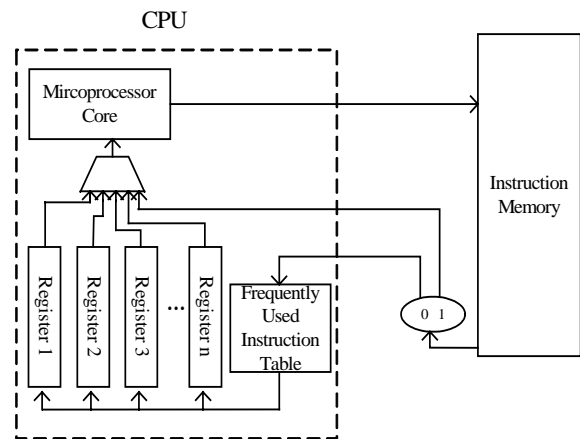 CPU
Mircoprocessor
Core
Instruction
Memory
Register 1
Register 2
Register 3
...
Register n
Frequently
Used
Instruction
Table
0 1